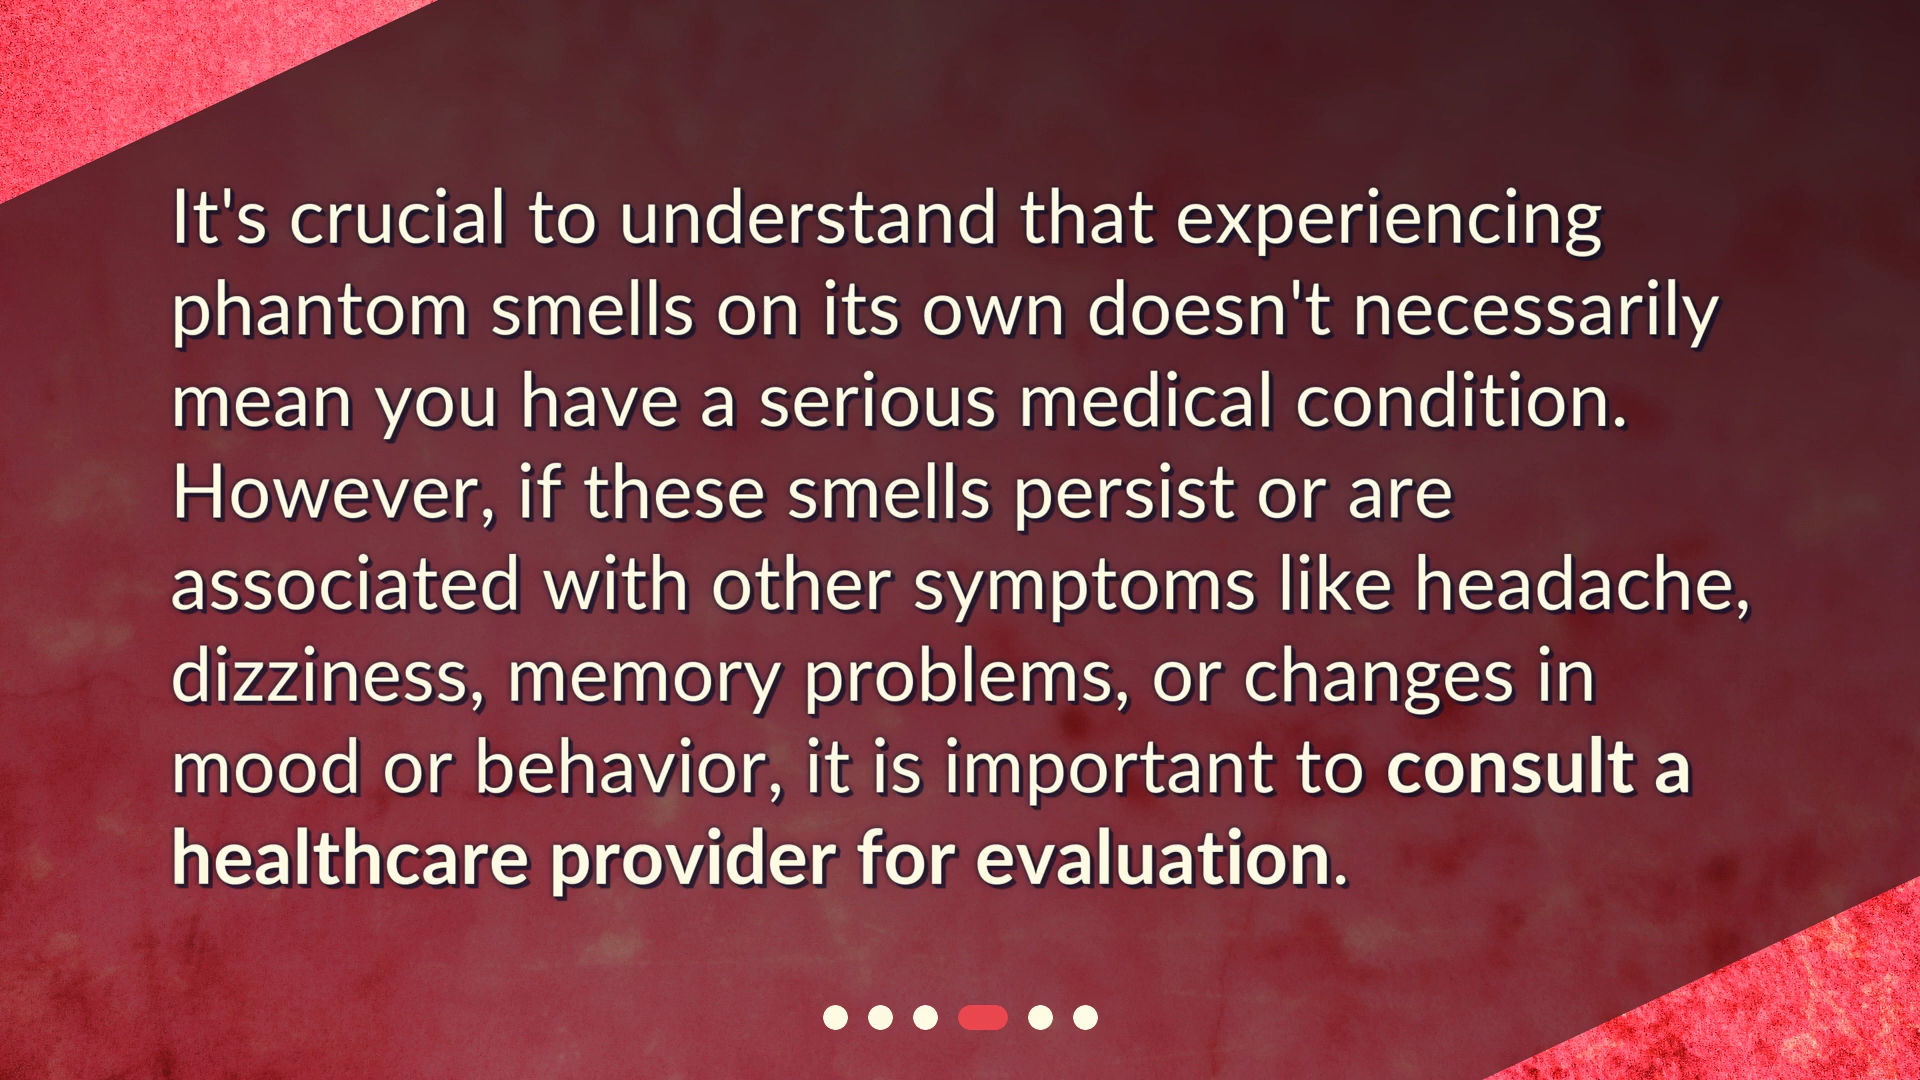 It's crucial to understand that experiencing
phantom smells on its own doesn't necessarily
mean you have a serious medical condition.
However, if these smells persist or are
associated with other symptoms like headache,
dizziness, memory problems, or changes in
mood or behavior, it is important to consult a
healthcare provider for evaluation.